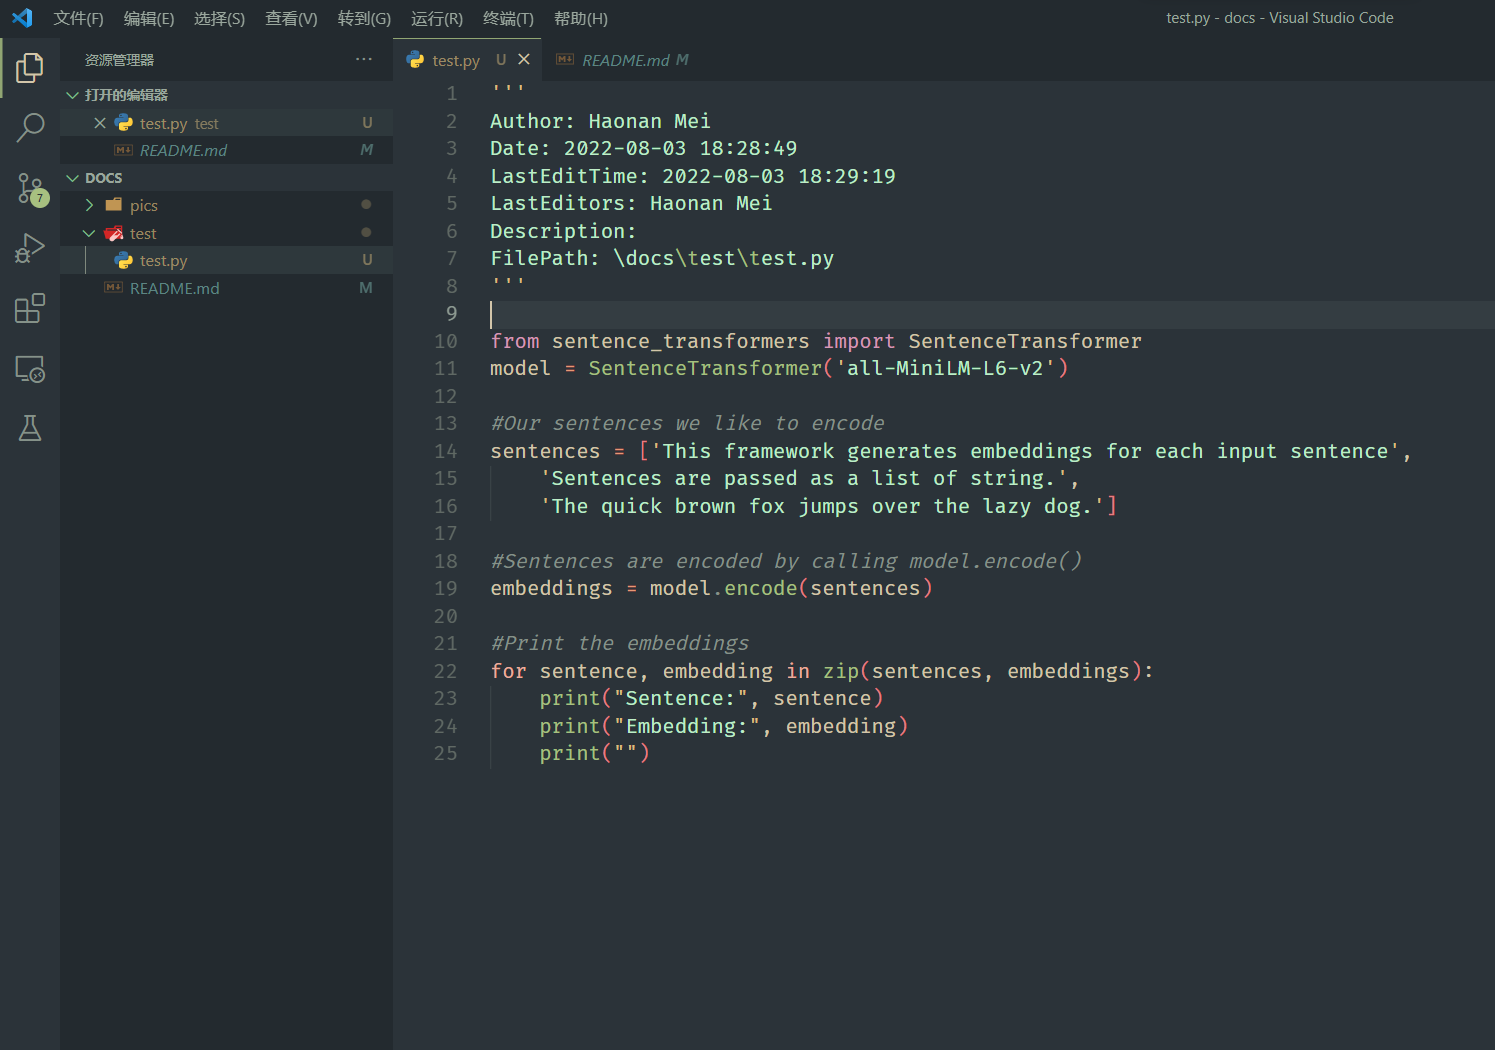 文件(F) 编辑(E) 选择(S) 查看(V) 转到(G) 运行(R) 终端(T) 帮助(H) test.py - docs - Visual Studio Code
资源管理器 ···
打开的编辑器
test.py test U
README.md M
DOCS
pics
test
test.py U
README.md M
7
test.py U
README.md M
1 '''
2 Author: Haonan Mei
3 Date: 2022-08-03 18:28:49
4 LastEditTime: 2022-08-03 18:29:19
5 LastEditors: Haonan Mei
6 Description:
7 FilePath: \docs\test\test.py
8 '''
9
10 from sentence_transformers import SentenceTransformer
11 model = SentenceTransformer('all-MiniLM-L6-v2')
12
13 #Our sentences we like to encode
14 sentences = ['This framework generates embeddings for each input sentence',
15     'Sentences are passed as a list of string.',
16     'The quick brown fox jumps over the lazy dog.']
17
18 #Sentences are encoded by calling model.encode()
19 embeddings = model.encode(sentences)
20
21 #Print the embeddings
22 for sentence, embedding in zip(sentences, embeddings):
23     print("Sentence:", sentence)
24     print("Embedding:", embedding)
25     print("")